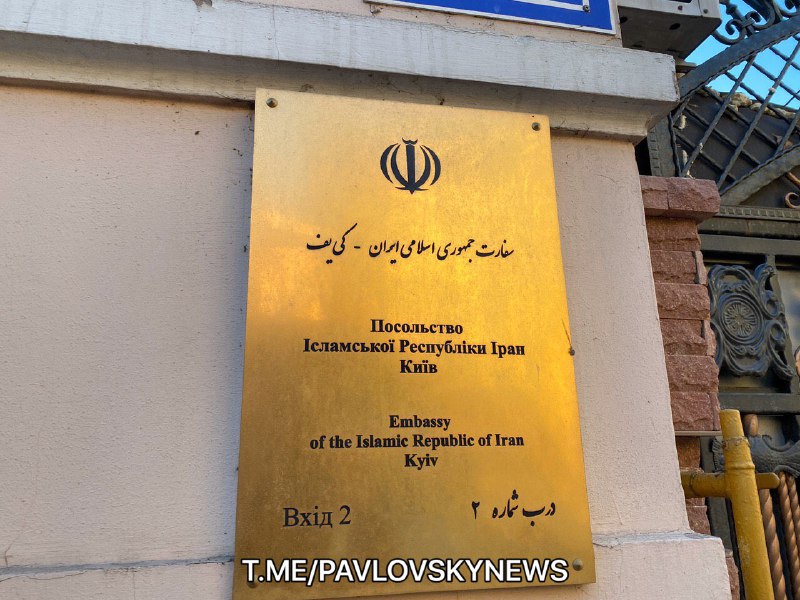 سفارت جمهوری اسلامی ایران - کی یف
Посольство
Ісламської Республіки Іран
Київ
Embassy
of the Islamic Republic of Iran
Kyiv
Вхід 2 درب شماره ۲
T.ME/PAVLOVSKYNEWS